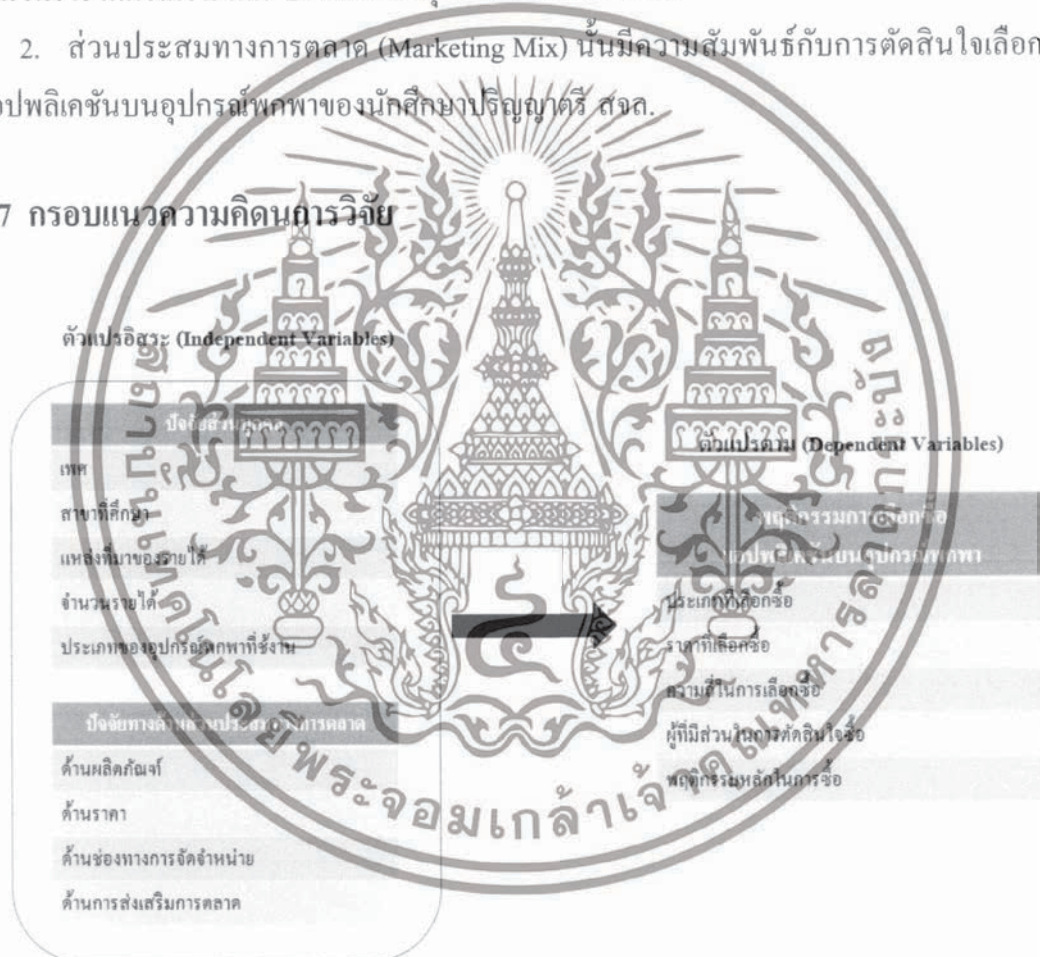 2. ส่วนประสมทางการตลาด (Marketing Mix) นั้นมีความสัมพันธ์กับการตัดสินใจเลือก
อปพลิเคชันบนอุปกรณ์พกพาของนักศึกษาปริญญาตรี สจล.
7 กรอบแนวความคิดนการวิจัย
ตัวแปรอิสระ (Independent Variables)
ปัจจัยส่วนบุคคล
เพศ
สาขาที่ศึกษา
แหล่งที่มาของรายได้
จำนวนรายได้
ประเภทของอุปกรณ์พกพาที่ใช้งาน
ปัจจัยทางด้านส่วนประสมทางการตลาด
ด้านผลิตภัณฑ์
ด้านราคา
ด้านช่องทางการจัดจำหน่าย
ด้านการส่งเสริมการตลาด
ตัวแปรตาม (Dependent Variables)
พฤติกรรมการเลือกซื้อ
แอปพลิเคชันบนอุปกรณ์พกพา
ประเภทที่เลือกซื้อ
ราคาที่เลือกซื้อ
ความถี่ในการเลือกซื้อ
ผู้ที่มีส่วนในการตัดสินใจซื้อ
พฤติกรรมหลักในการซื้อ
สถาบันเทคโนโลยีพระจอมเกล้าเจ้าคุณทหารลาดกระบัง
๔